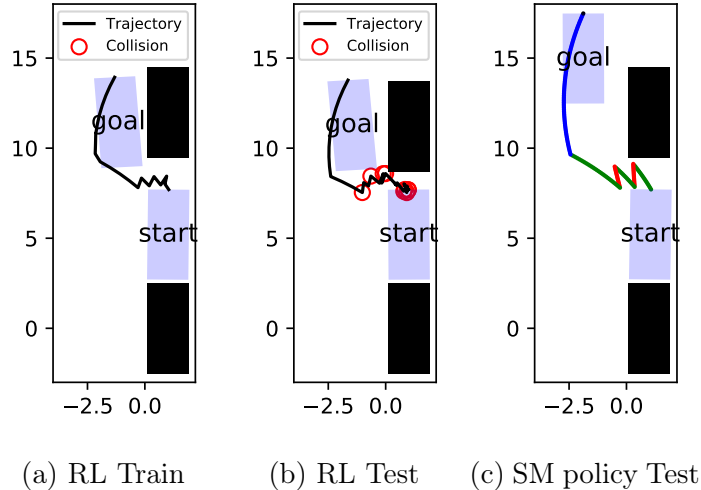 Trajectory
Collision
goal
start
15
10
5
0
−2.5 0.0
Trajectory
Collision
goal
start
15
10
5
0
−2.5 0.0
goal
start
15
10
5
0
−2.5 0.0
(a) RL Train
(b) RL Test
(c) SM policy Test